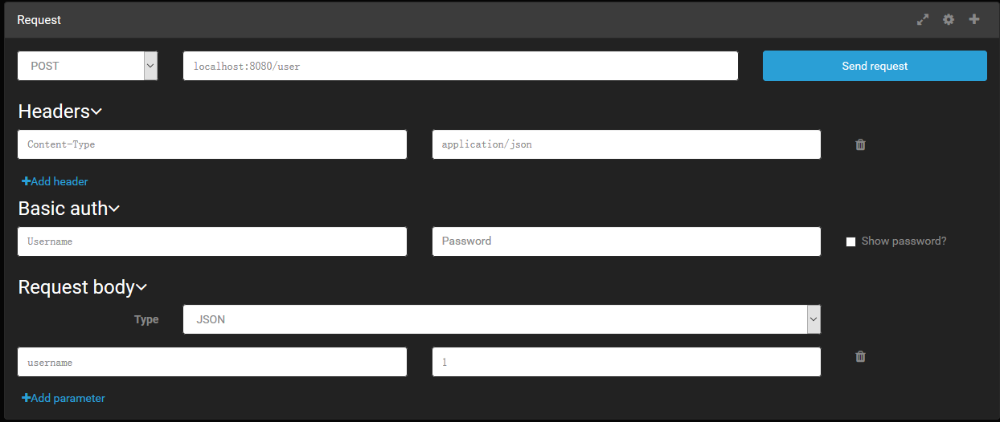 Request
POST localhost:8080/user Send request
Headers
Content-Type application/json
Add header
Basic auth
Username Password Show password?
Request body
Type JSON
username 1
Add parameter